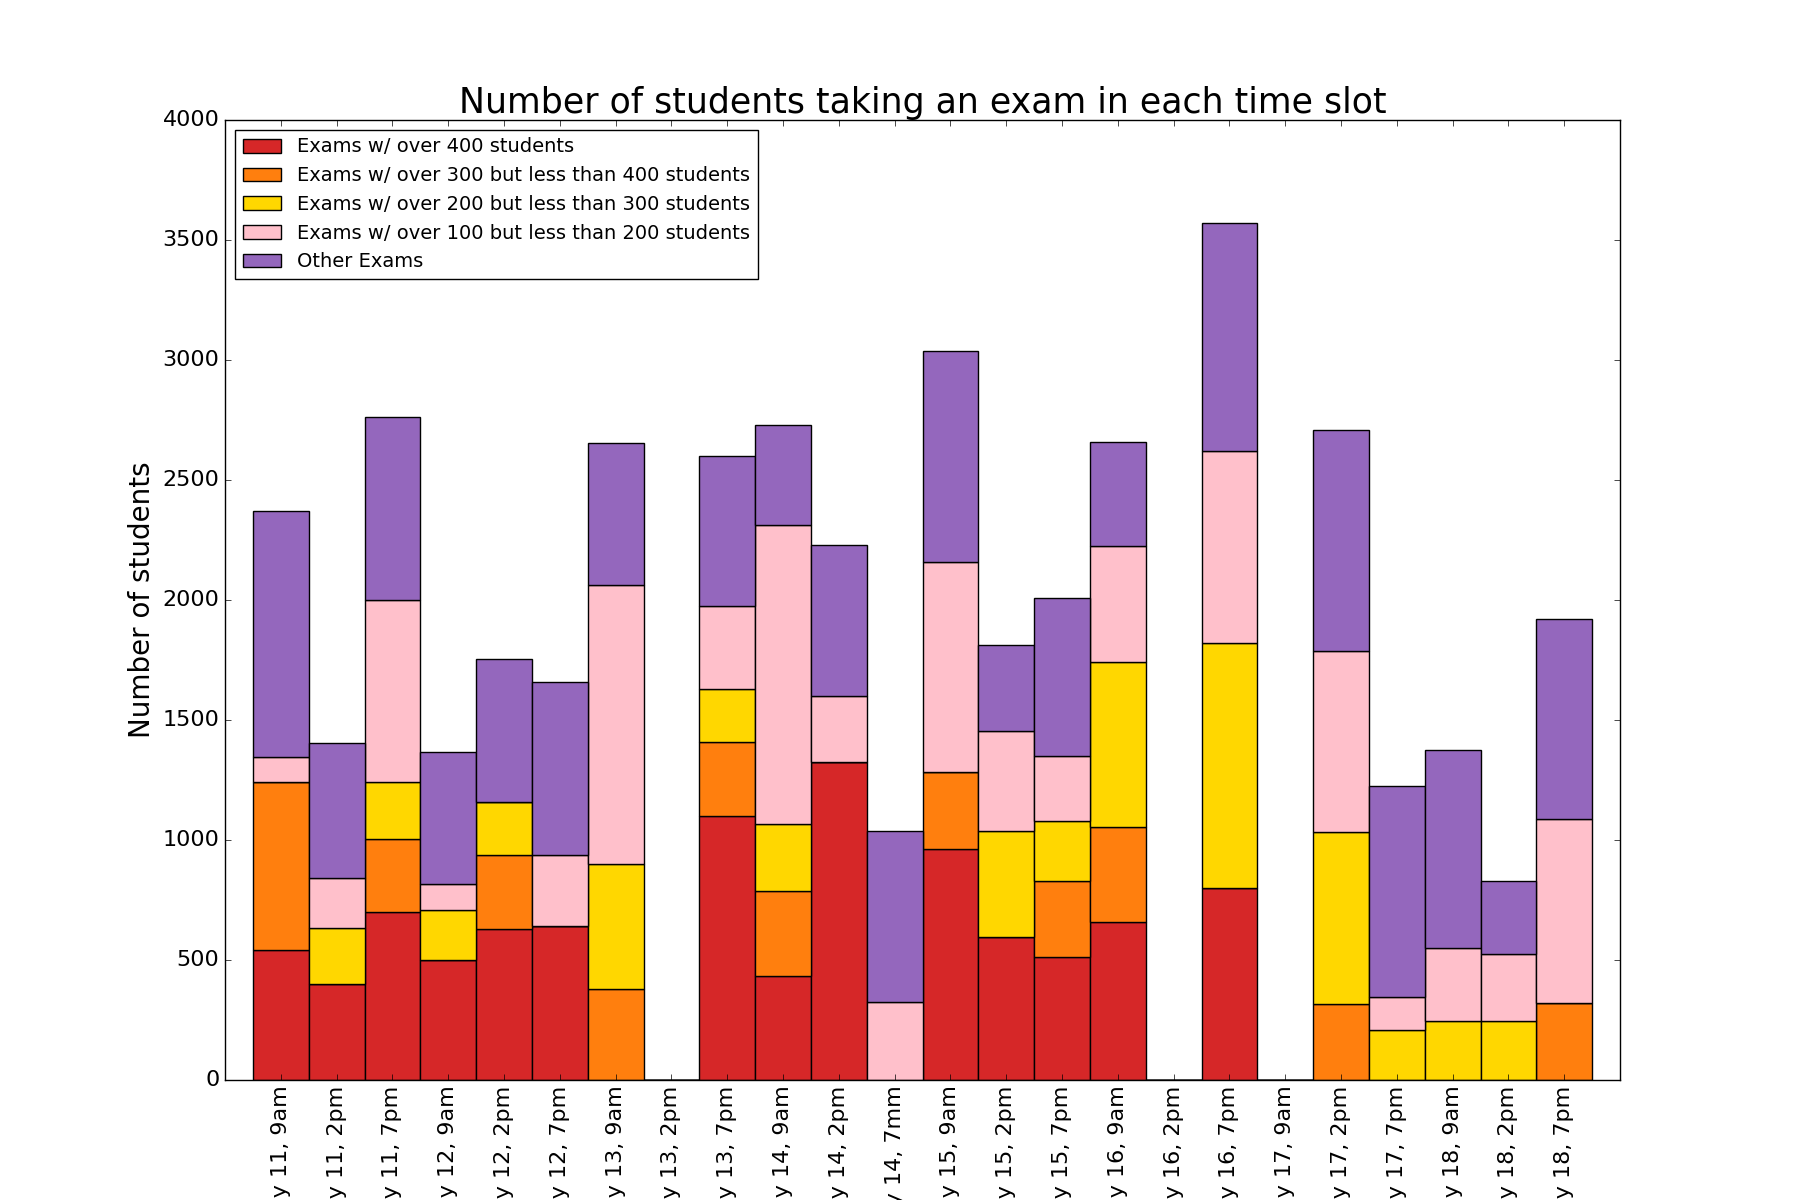 Number of students taking an exam in each time slot
Exams w/ over 400 students
Exams w/ over 300 but less than 400 students
Exams w/ over 200 but less than 300 students
Exams w/ over 100 but less than 200 students
Other Exams
Number of students
4000
3500
3000
2500
2000
1500
1000
500
0
y 11, 9am
y 11, 2pm
y 11, 7pm
y 12, 9am
y 12, 2pm
y 12, 7pm
y 13, 9am
y 13, 2pm
y 13, 7pm
y 14, 9am
y 14, 2pm
y 14, 7mm
y 15, 9am
y 15, 2pm
y 15, 7pm
y 16, 9am
y 16, 2pm
y 16, 7pm
y 17, 9am
y 17, 2pm
y 17, 7pm
y 18, 9am
y 18, 2pm
y 18, 7pm